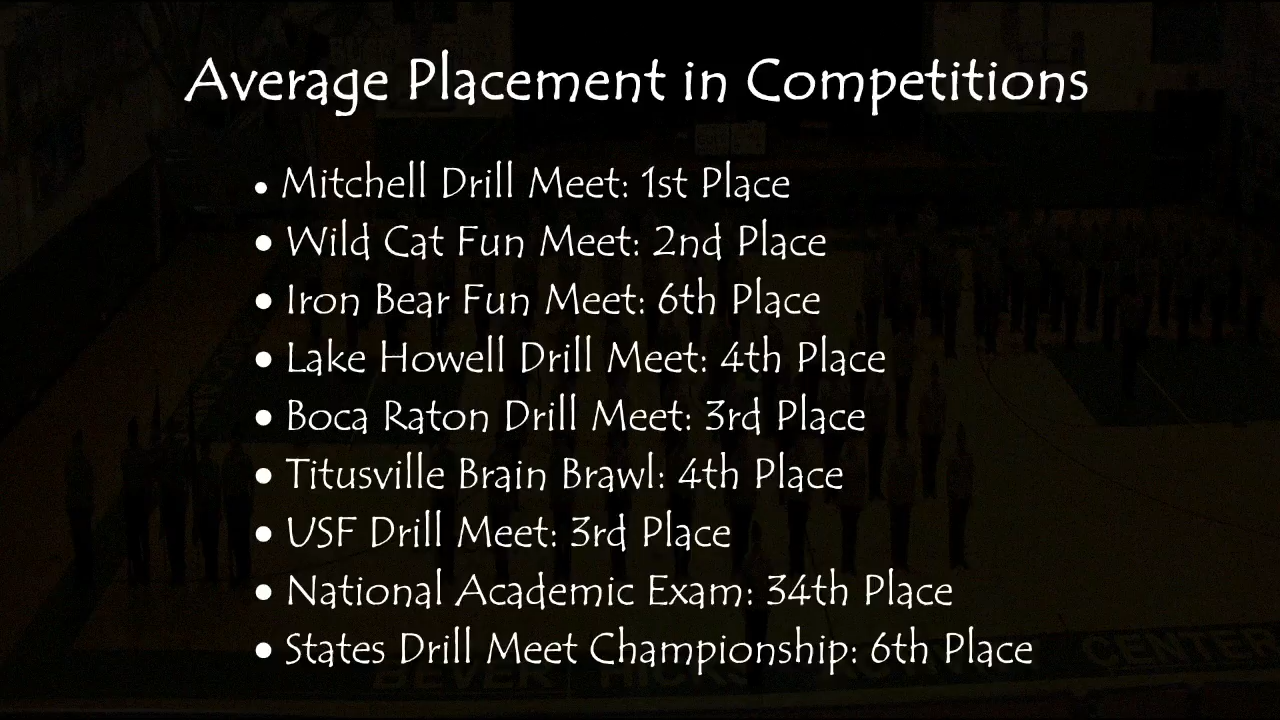 Average Placement in Competitions
• Mitchell Drill Meet: 1st Place
• Wild Cat Fun Meet: 2nd Place
• Iron Bear Fun Meet: 6th Place
• Lake Howell Drill Meet: 4th Place
• Boca Raton Drill Meet: 3rd Place
• Titusville Brain Brawl: 4th Place
• USF Drill Meet: 3rd Place
• National Academic Exam: 34th Place
• States Drill Meet Championship: 6th Place
CENTER